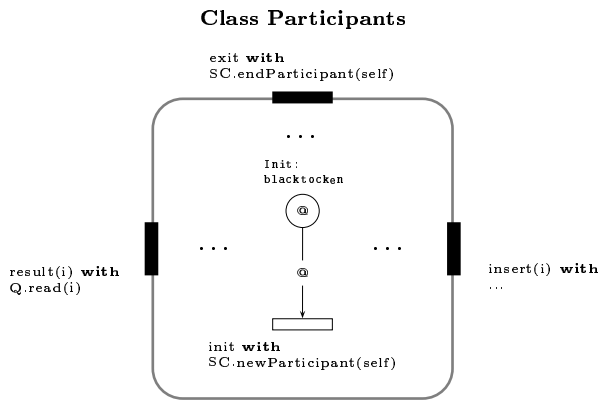 Class Participants
exit with
SC.endParticipant(self)
...
Init:
blacktocken
@
... ...
@
result(i) with
Q.read(i)
insert(i) with
...
init with
SC.newParticipant(self)